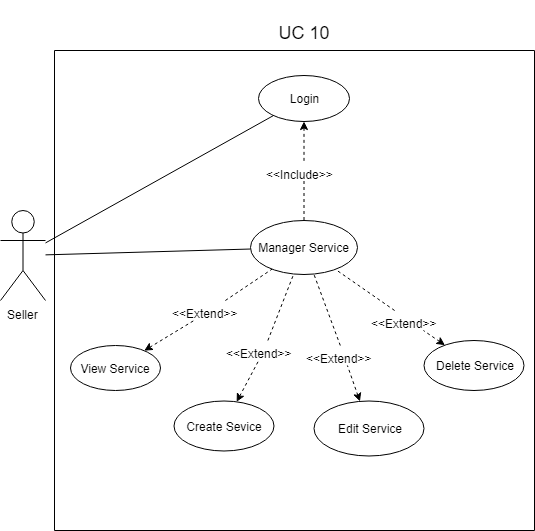 UC 10
Login
<<Include>>
Manager Service
Seller
<<Extend>>
<<Extend>>
<<Extend>>
<<Extend>>
View Service
Create Sevice
Edit Service
Delete Service